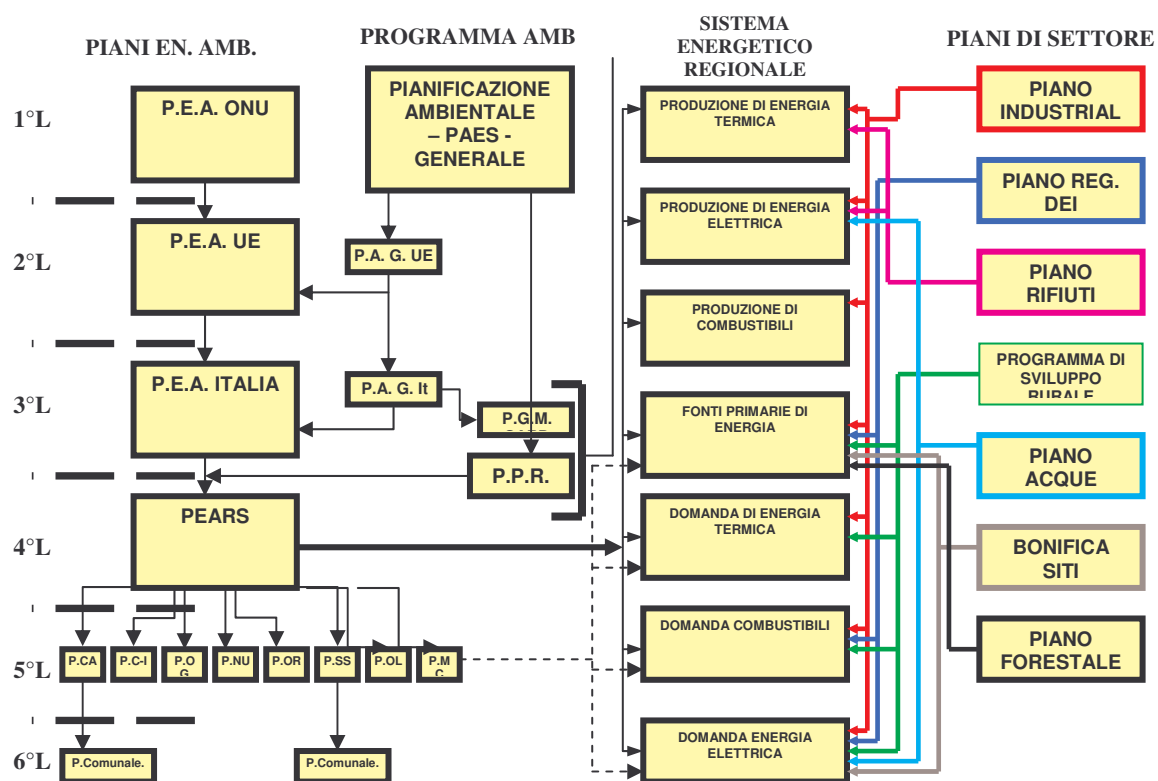 PIANI EN. AMB.
PROGRAMMA AMB
SISTEMA
ENERGETICO
REGIONALE
PIANI DI SETTORE
1°L
2°L
3°L
4°L
5°L
6°L
P.E.A. ONU
P.E.A. UE
P.E.A. ITALIA
PEARS
P.CA
P.C-I
P.O
G
P.NU
P.OR
P.SS
P.OL
P.M
C
P.Comunale.
P.Comunale.
PIANIFICAZIONE
AMBIENTALE
– PAES -
GENERALE
P.A. G. UE
P.A. G. It
P.G.M.
P.P.R.
PRODUZIONE DI ENERGIA
TERMICA
PRODUZIONE DI ENERGIA
ELETTRICA
PRODUZIONE DI
COMBUSTIBILI
FONTI PRIMARIE DI
ENERGIA
DOMANDA DI ENERGIA
TERMICA
DOMANDA COMBUSTIBILI
DOMANDA ENERGIA
ELETTRICA
PIANO
INDUSTRIAL
PIANO REG.
DEI
PIANO
RIFIUTI
PROGRAMMA DI
SVILUPPO
RURALE
PIANO
ACQUE
BONIFICA
SITI
PIANO
FORESTALE